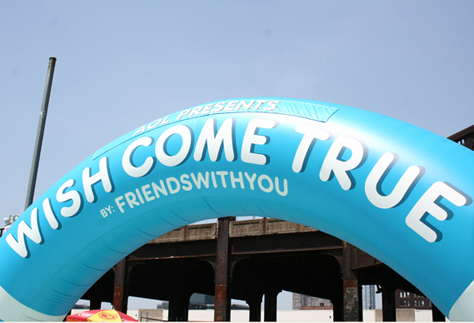 AOL PRESENTS
WISH COME TRUE
BY: FRIENDSWITHYOU